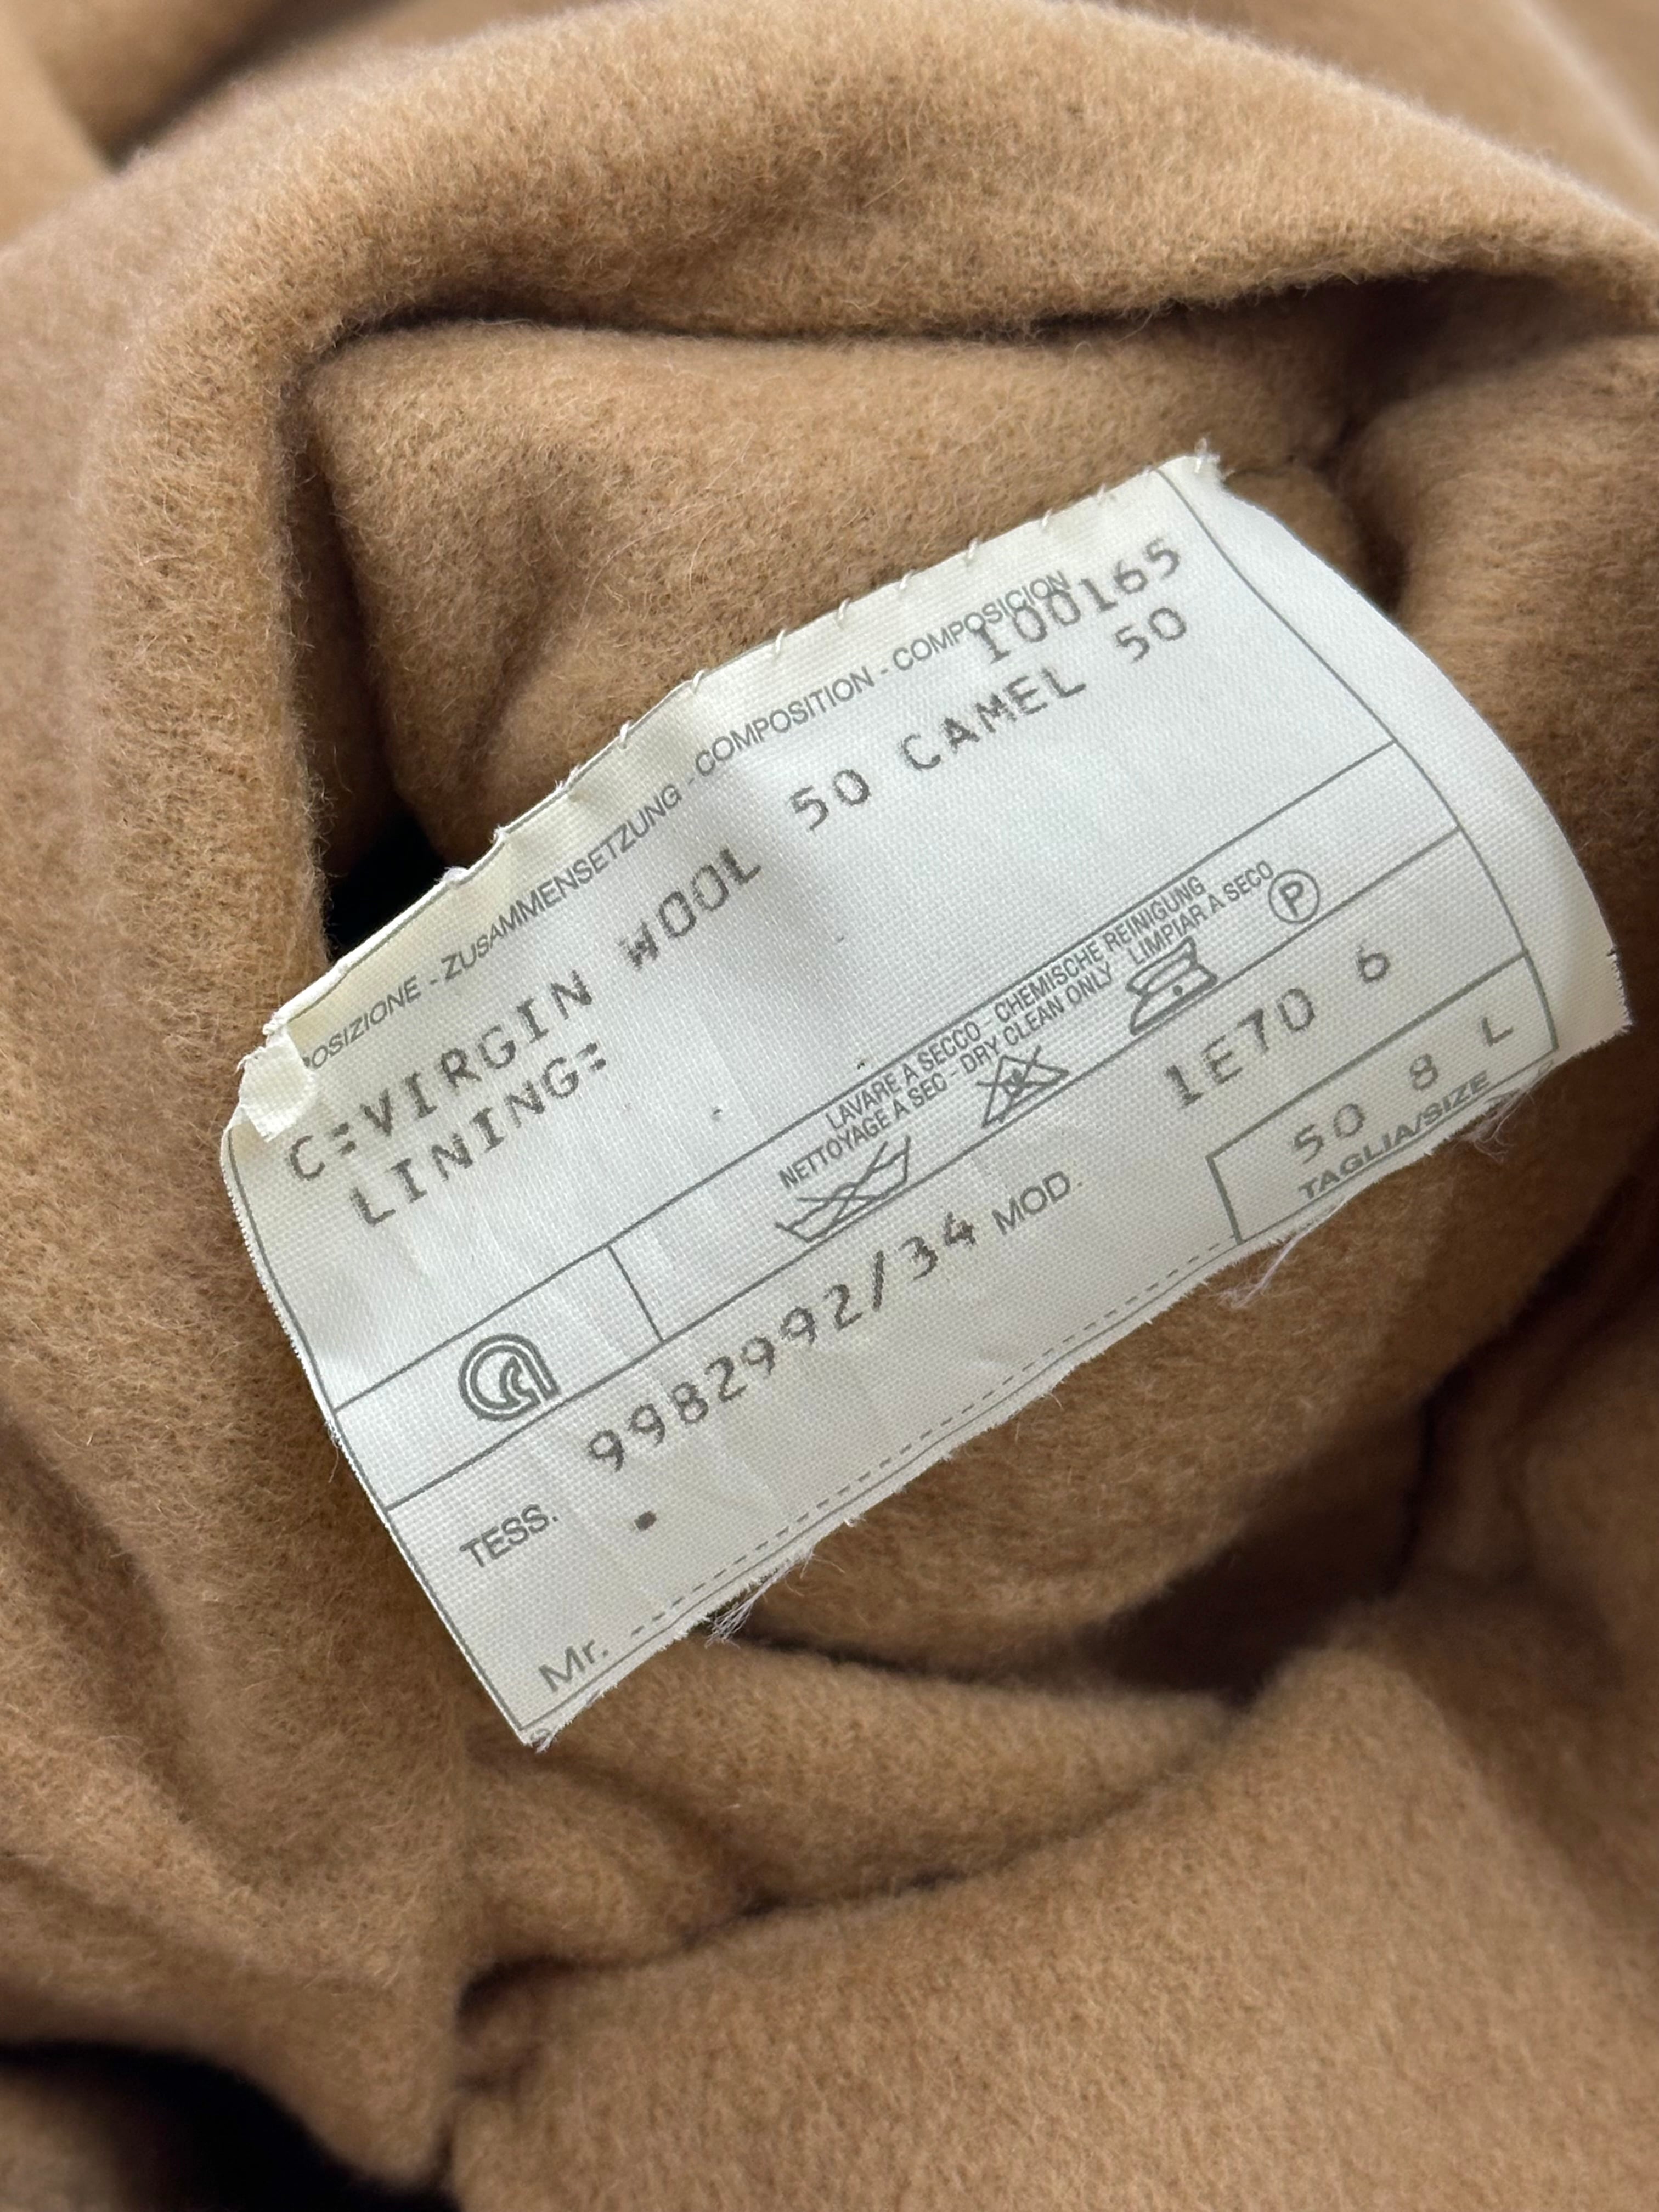 OSIZIONE - ZUSAMMENSETZUNG - COMPOSITION - COMPOSICION
100165
C:VIRGIN WOOL 50 CAMEL 50
LINING:
LAVARE A SECCO - CHEMISCHE REINIGUNG
NETTOYAGE A SEC - DRY CLEAN ONLY LIMPIAR A SECO
P
TESS. 9982992/34 MOD. 1E70 6
50 8 L
TAGLIA/SIZE
Mr.